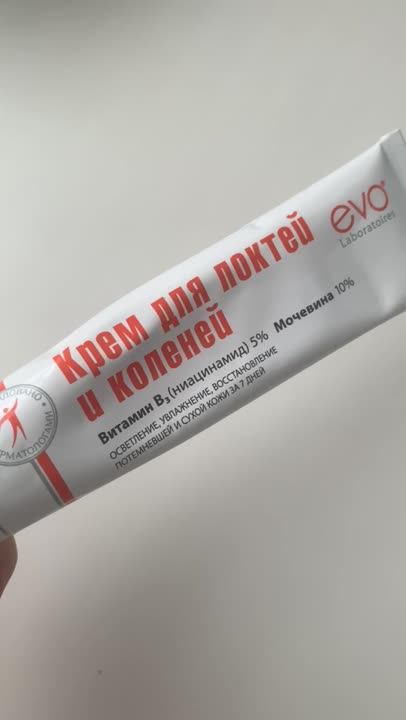 evo
Laboratoires
Крем для локтей
и коленей
Витамин B₃ (ниацинамид) 5% Мочевина 10%
ОСВЕТЛЕНИЕ, УВЛАЖНЕНИЕ, ВОССТАНОВЛЕНИЕ
ПОТЕМНЕВШЕЙ И СУХОЙ КОЖИ ЗА 7 ДНЕЙ